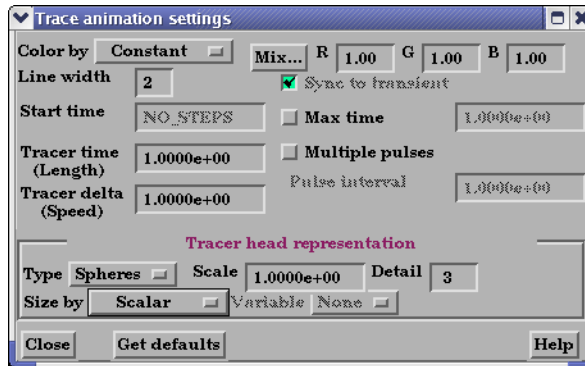 Trace animation settings
Color by Constant Mix... R 1.00 G 1.00 B 1.00
Line width 2 Sync to transient
Start time NO_STEPS Max time 1.0000e+00
Tracer time (Length) 1.0000e+00 Multiple pulses
Tracer delta (Speed) 1.0000e+00 Pulse interval 1.0000e+00
Tracer head representation
Type Spheres Scale 1.0000e+00 Detail 3
Size by Scalar Variable None
Close Get defaults Help